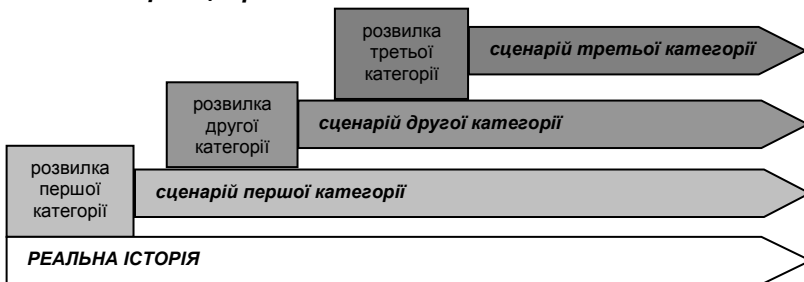 розвилка
третьої
категорії
сценарій третьої категорії
розвилка
другої
категорії
сценарій другої категорії
розвилка
першої
категорії
сценарій першої категорії
РЕАЛЬНА ІСТОРІЯ